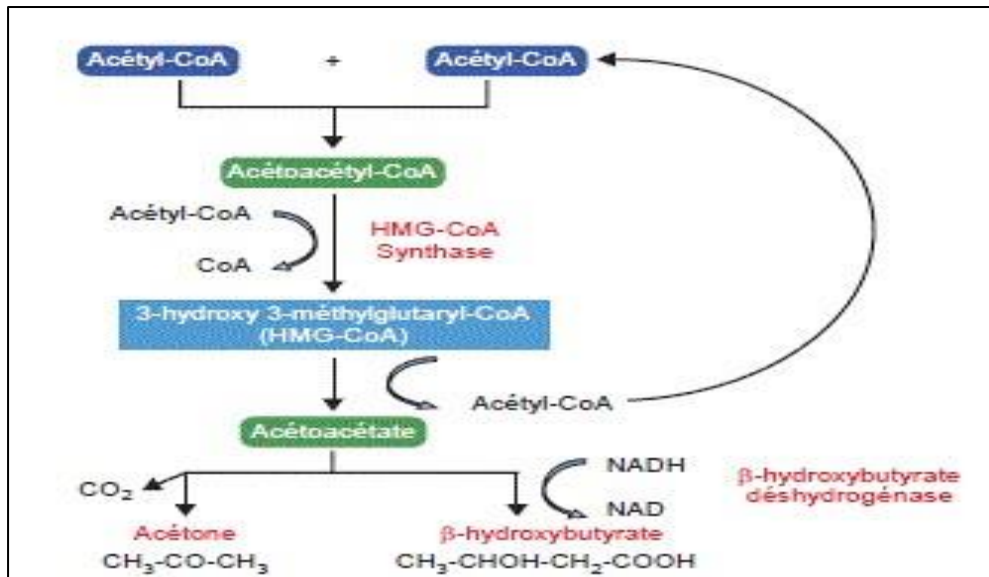 Acétyl-CoA + Acétyl-CoA
Acétoacétyl-CoA
Acétyl-CoA
CoA
HMG-CoA
Synthase
3-hydroxy 3-méthylglutaryl-CoA
(HMG-CoA)
Acétyl-CoA
Acétoacétate
CO₂
NADH
NAD
β-hydroxybutyrate
déshydrogénase
Acétone
CH₃-CO-CH₃
β-hydroxybutyrate
CH₃-CHOH-CH₂-COOH